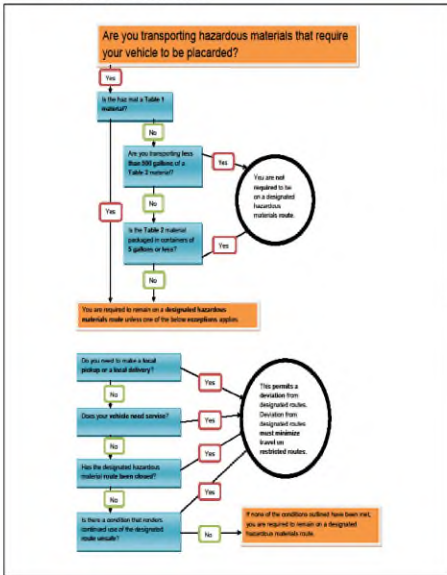 Are you transporting hazardous materials that require
your vehicle to be placarded?
Yes
Is the haz mat a Table 1
material?
No
Are you transporting less
than 500 gallons of a
Table 2 material?
Yes
You are not
required to be
on a designated
hazardous
materials route.
Yes
No
Is the Table 2 material
packaged in containers of
5 gallons or less?
Yes
No
You are required to remain on a designated hazardous
materials route unless one of the below exceptions applies.
Do you need to make a local
pickup or a local delivery?
Yes
This permits a
deviation from
designated routes.
Deviation from
designated routes
must minimize
travel on
restricted routes.
No
Does your vehicle need service?
Yes
No
Has the designated hazardous
material route been closed?
Yes
No
Yes
Is there a condition that renders
continued use of the designated
route unsafe?
No
If none of the conditions outlined have been met,
you are required to remain on a designated
hazardous materials route.